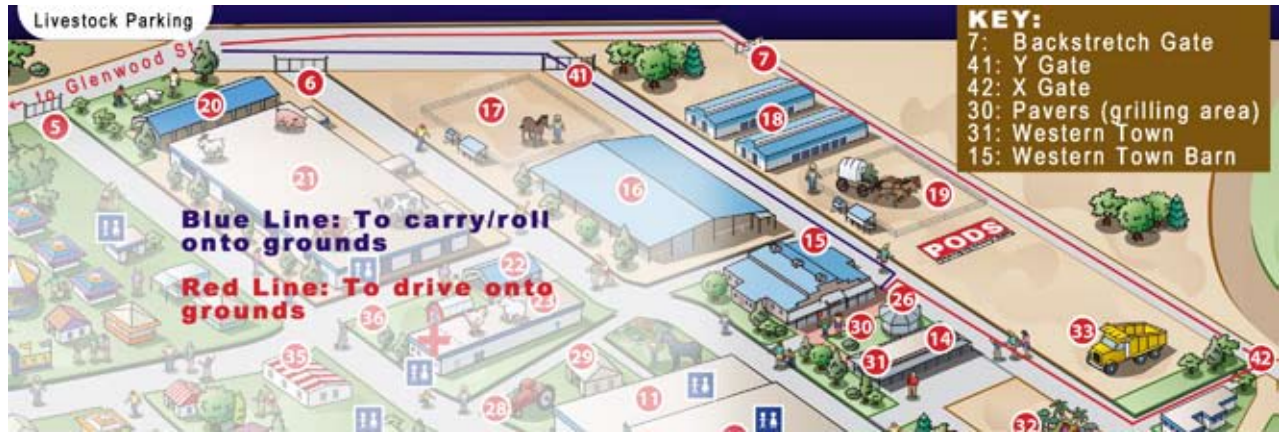 Livestock Parking
KEY:
7: Backstretch Gate
41: Y Gate
42: X Gate
30: Pavers (grilling area)
31: Western Town
15: Western Town Barn
to Glenwood St
7
6
41
5
20
17
18
21
16
19
Blue Line: To carry/roll
onto grounds
Red Line: To drive onto
grounds
15
PODS
22
23
26
36
30
14
33
31
42
35
29
28
11
32